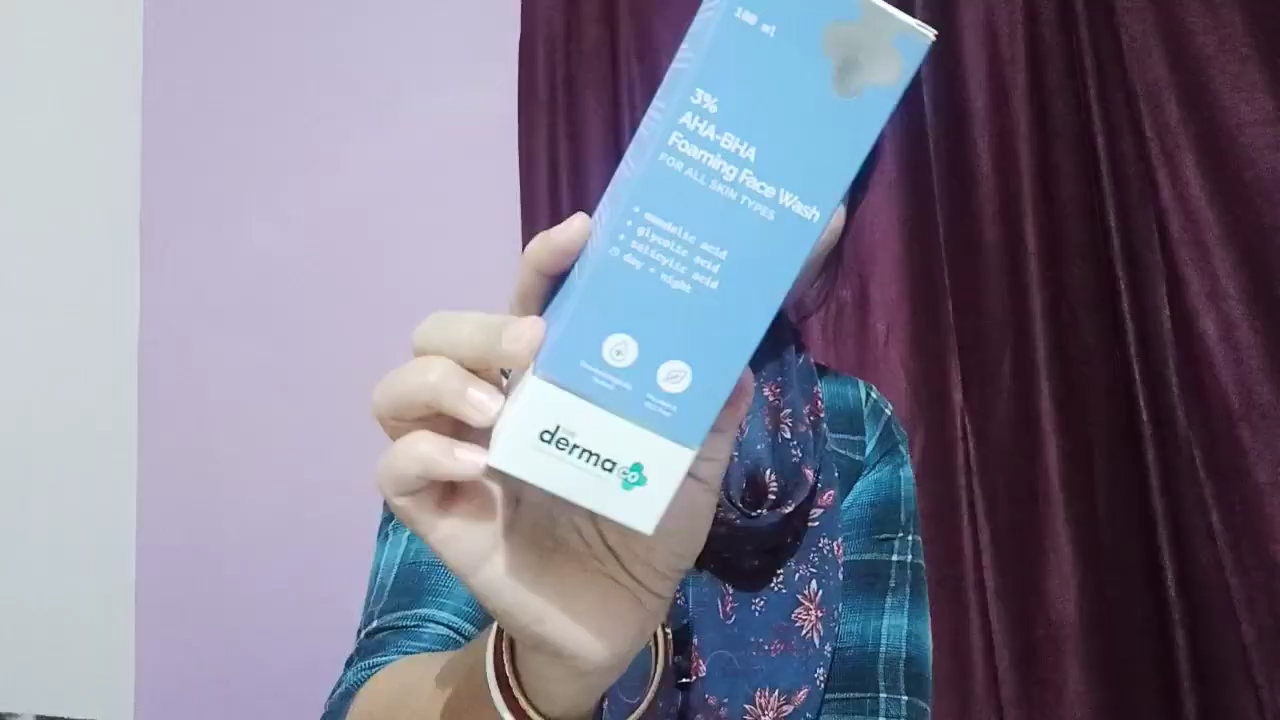 100 ml
3%
AHA-BHA
Foaming Face Wash
FOR ALL SKIN TYPES
mandelic acid
glycolic acid
salicylic acid
day + night
THE
derma co